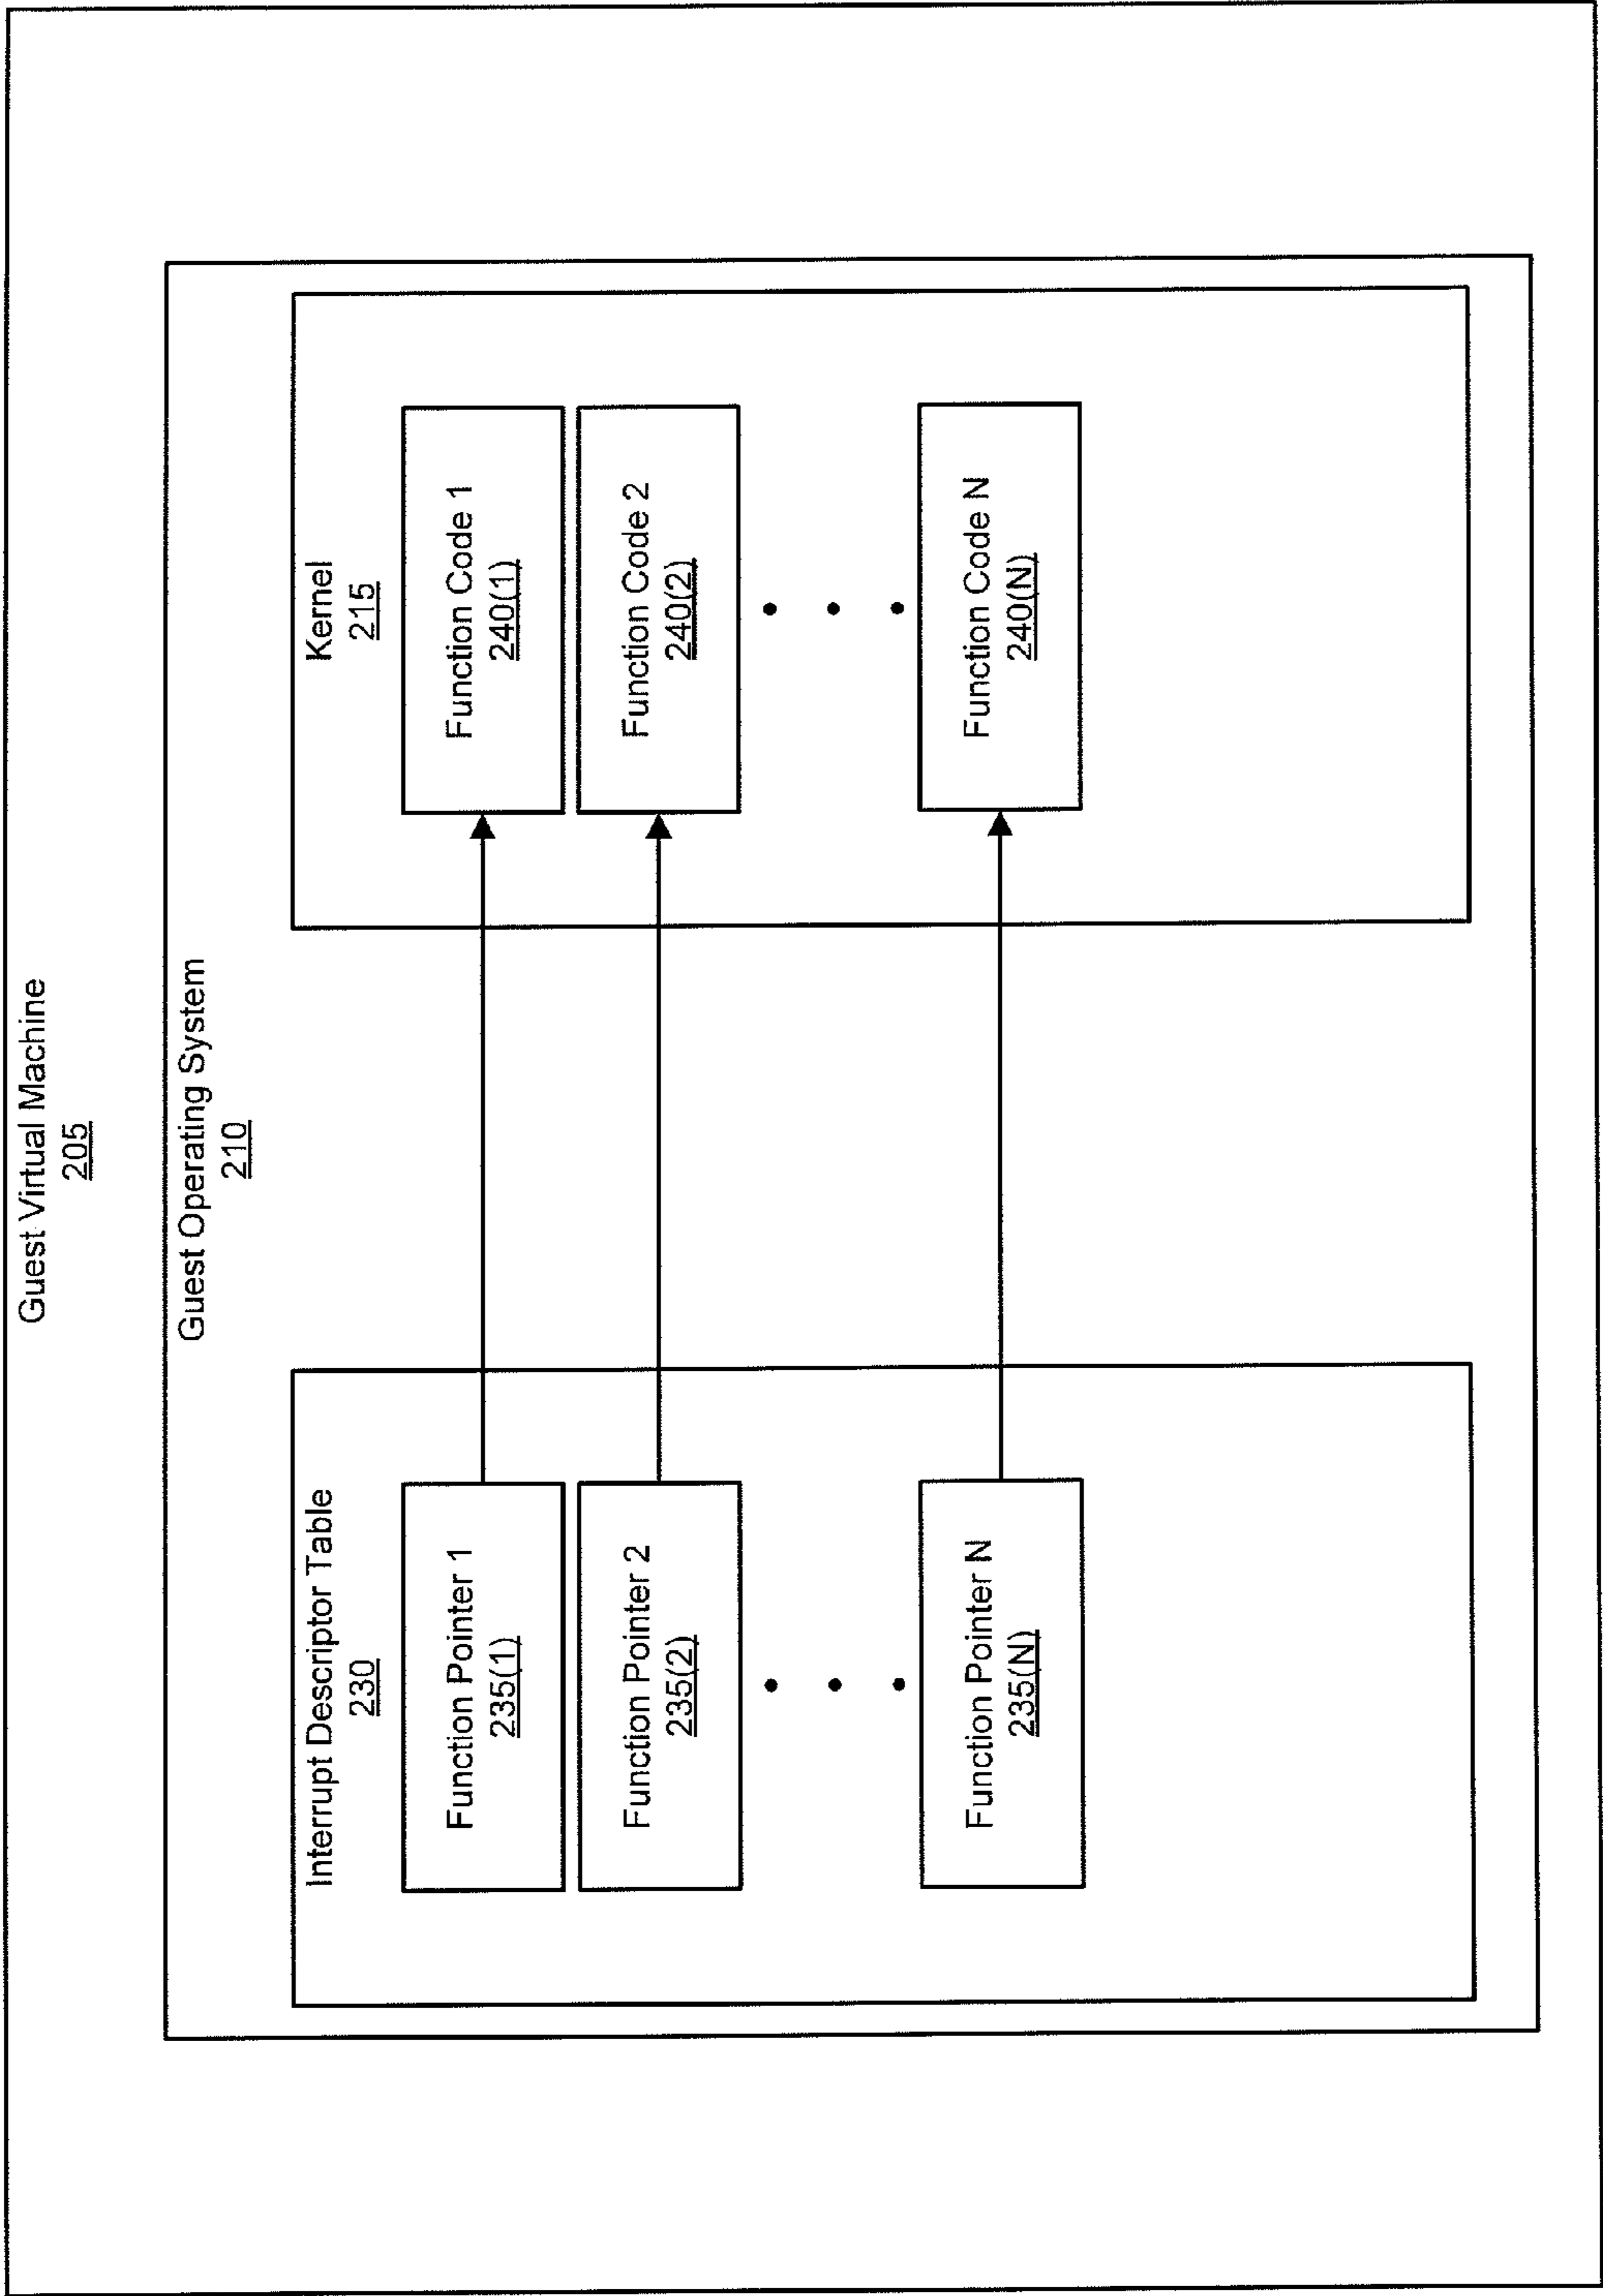 Guest Virtual Machine
205
Guest Operating System
210
Interrupt Descriptor Table
230
Function Pointer 1
235(1)
Function Pointer 2
235(2)
Function Pointer N
235(N)
Kernel
215
Function Code 1
240(1)
Function Code 2
240(2)
Function Code N
240(N)